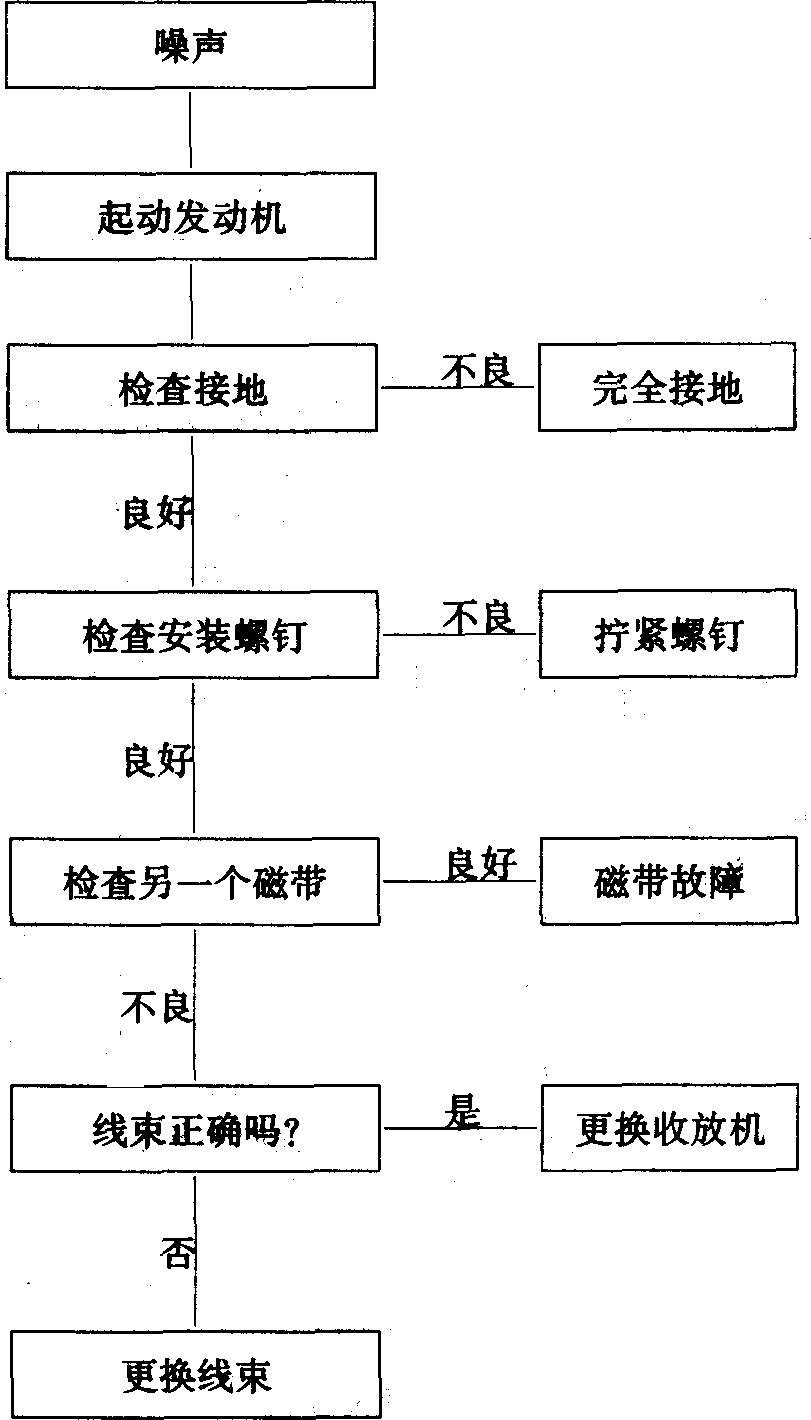 噪声
起动发动机
检查接地
不良
完全接地
良好
检查安装螺钉
不良
拧紧螺钉
良好
检查另一个磁带
良好
磁带故障
不良
线束正确吗?
是
更换收放机
否
更换线束